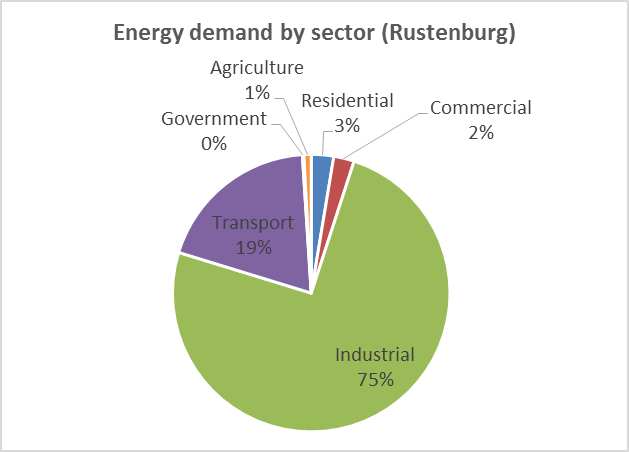 Energy demand by sector (Rustenburg)
Agriculture
1%
Residential
3%
Commercial
2%
Government
0%
Transport
19%
Industrial
75%